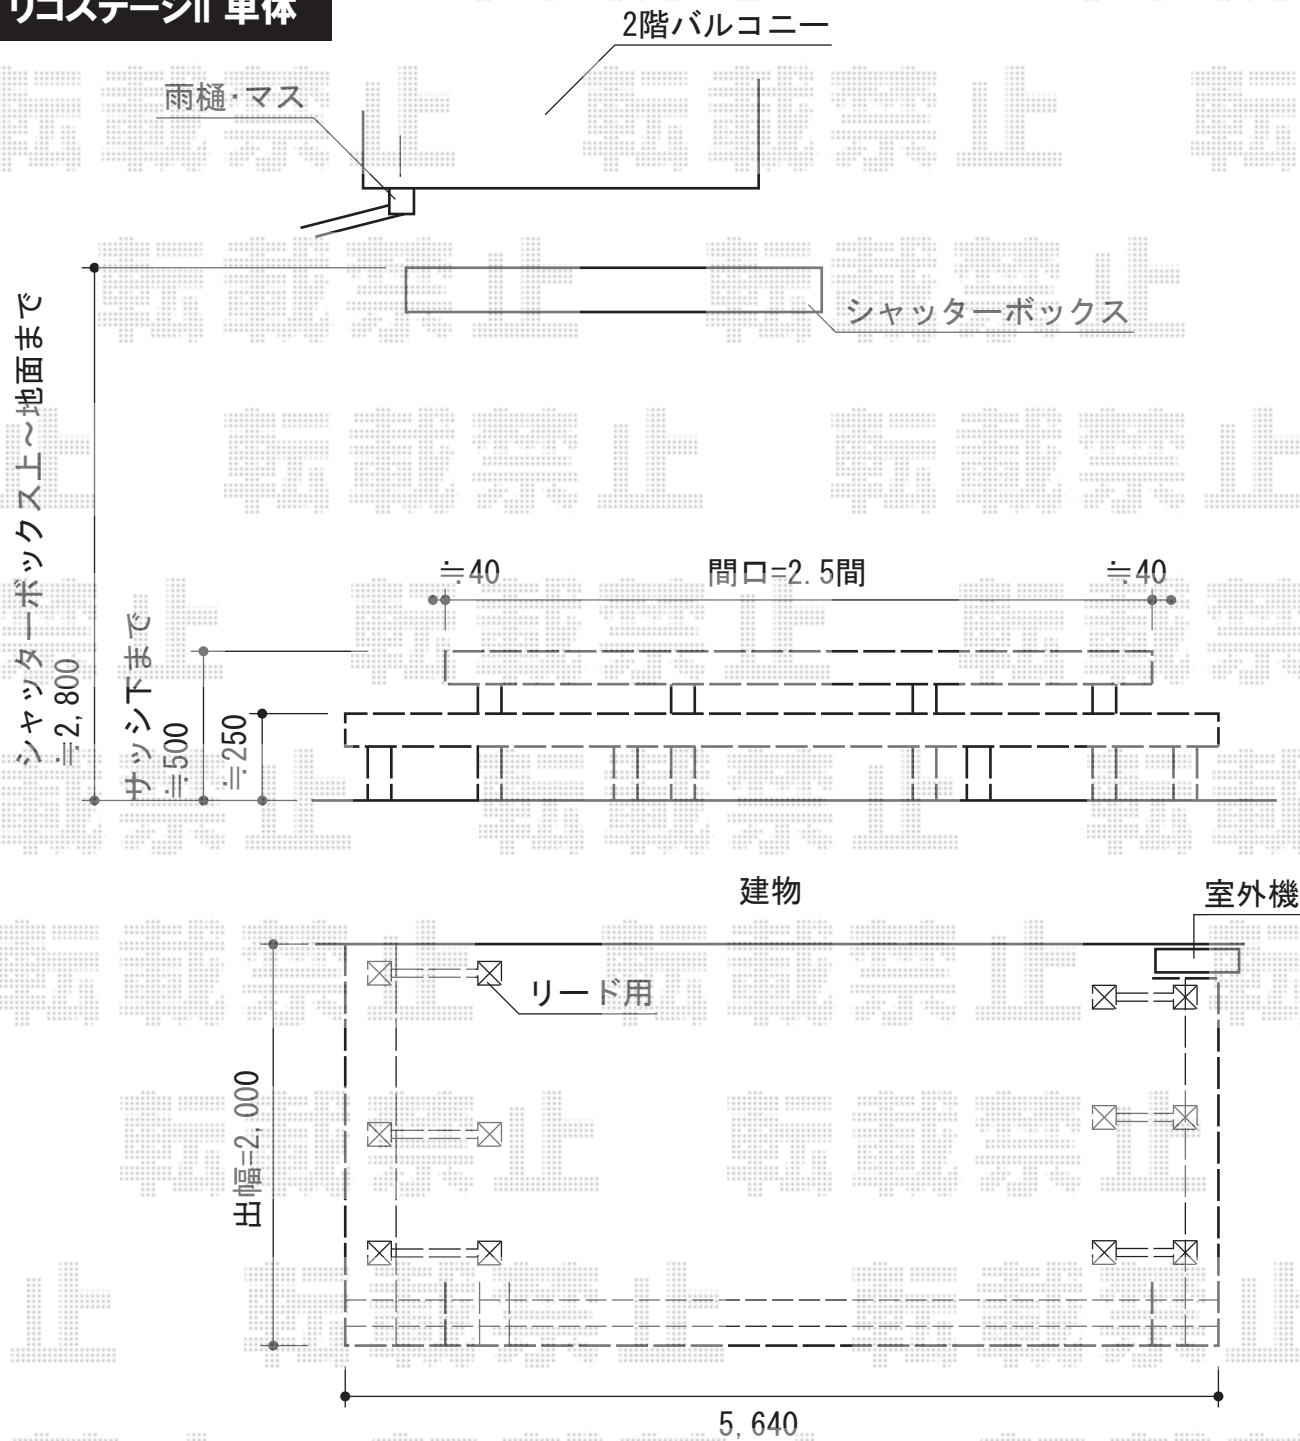 リコステージII 単体
2階バルコニー
雨樋・マス
シャッターボックス
シャッターボックス上～地面まで
≒2,800
サッシ下まで
≒500
≒250
≒40
間口=2.5間
≒40
建物
室外機
リード用
出幅=2,000
5,640
転載禁止